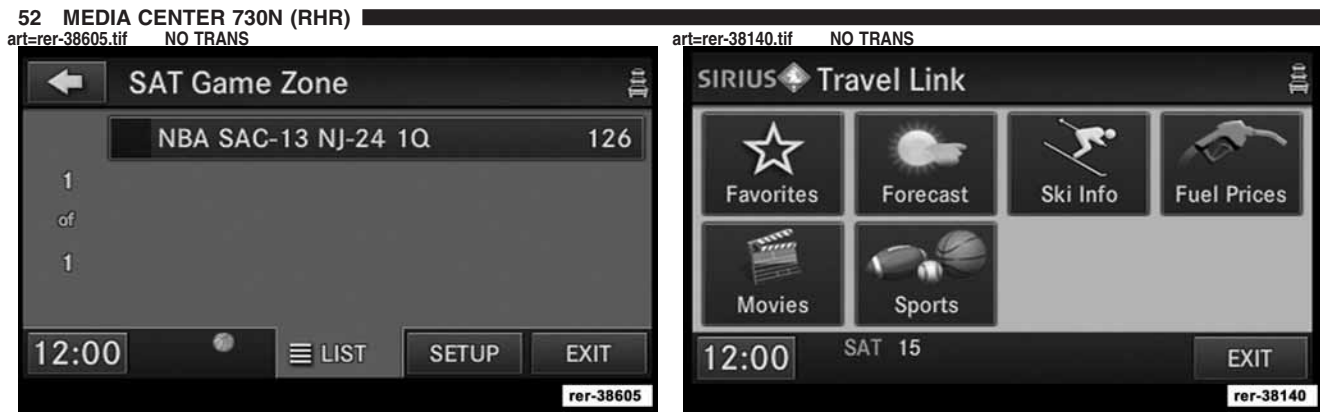 52 MEDIA CENTER 730N (RHR)
art=rer-38605.tif NO TRANS
SAT Game Zone
NBA SAC-13 NJ-24 1Q 126
1
of
1
12:00 LIST SETUP EXIT
rer-38605
art=rer-38140.tif NO TRANS
SIRIUS Travel Link
Favorites Forecast Ski Info Fuel Prices
Movies Sports
12:00 SAT 15 EXIT
rer-38140